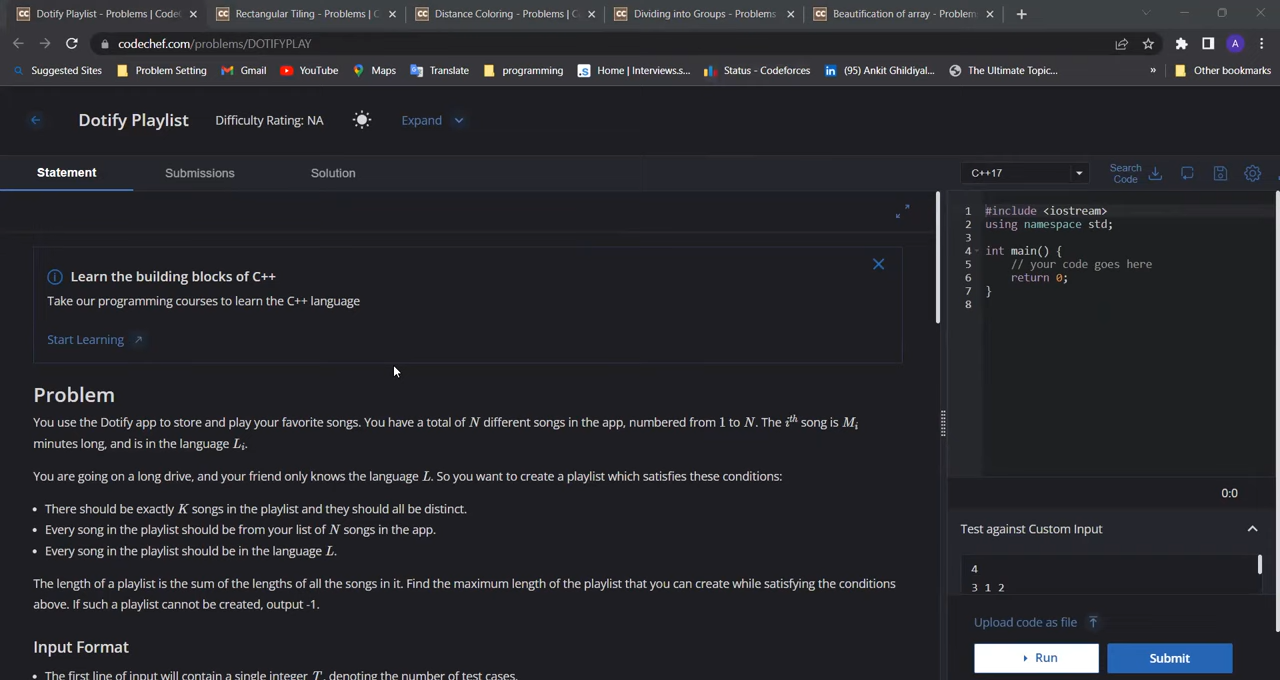 Dotify Playlist - Problems | Code
Rectangular Tiling - Problems | C
Distance Coloring - Problems | C
Dividing into Groups - Problems
Beautification of array - Problem
codechef.com/problems/DOTIFYPLAY
A
Suggested Sites
Problem Setting
Gmail
YouTube
Maps
Translate
programming
Home | Interviews.s...
Status - Codeforces
(95) Ankit Ghildiyal...
The Ultimate Topic...
»
Other bookmarks
Dotify Playlist
Difficulty Rating: NA
Expand
Statement
Submissions
Solution
C++17
Search Code
Learn the building blocks of C++
Take our programming courses to learn the C++ language
Start Learning
Problem
You use the Dotify app to store and play your favorite songs. You have a total of N different songs in the app, numbered from 1 to N. The i^th song is M_i
minutes long, and is in the language L_i.
You are going on a long drive, and your friend only knows the language L. So you want to create a playlist which satisfies these conditions:
• There should be exactly K songs in the playlist and they should all be distinct.
• Every song in the playlist should be from your list of N songs in the app.
• Every song in the playlist should be in the language L.
The length of a playlist is the sum of the lengths of all the songs in it. Find the maximum length of the playlist that you can create while satisfying the conditions
above. If such a playlist cannot be created, output -1.
Input Format
• The first line of input will contain a single integer T, denoting the number of test cases.
1 #include <iostream>
2 using namespace std;
3
4 int main() {
5 // your code goes here
6 return 0;
7 }
8
0:0
Test against Custom Input
4
3 1 2
Upload code as file
Run
Submit